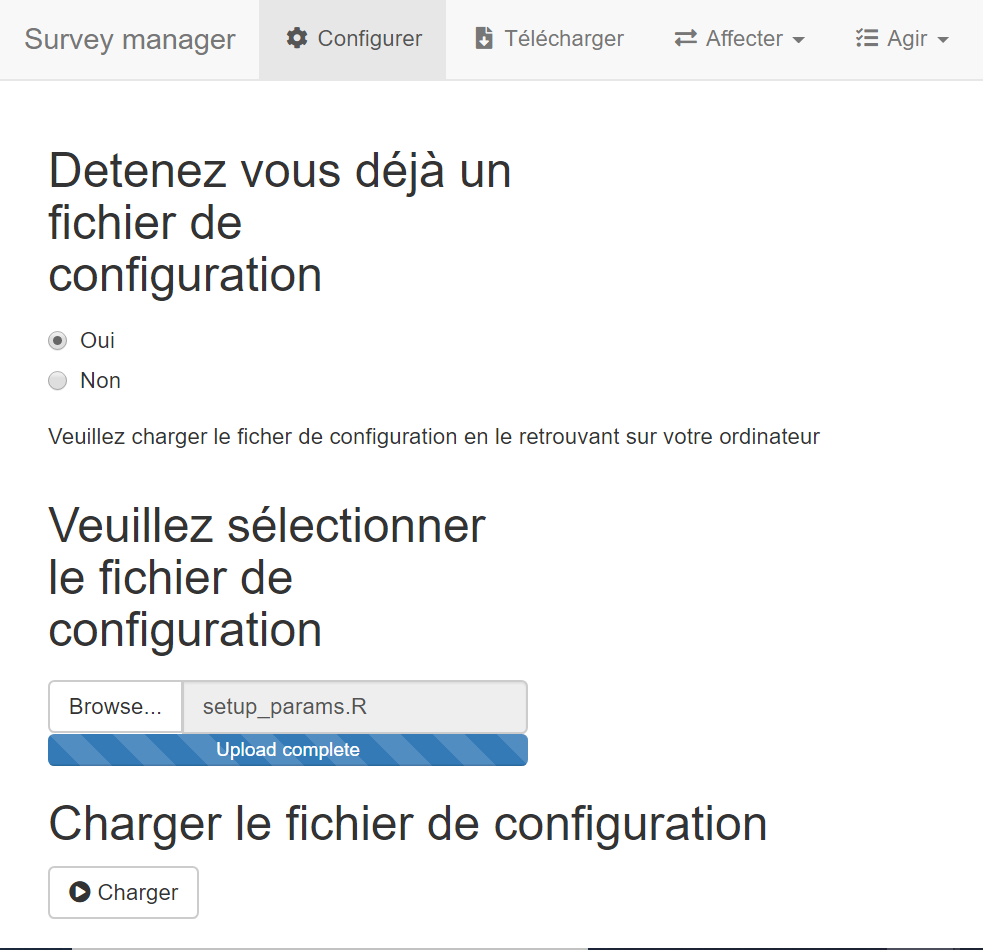 Survey manager Configurer Télécharger Affecter Agir
Detenez vous déjà un
fichier de
configuration
Oui
Non
Veuillez charger le ficher de configuration en le retrouvant sur votre ordinateur
Veuillez sélectionner
le fichier de
configuration
Browse... setup_params.R
Upload complete
Charger le fichier de configuration
Charger